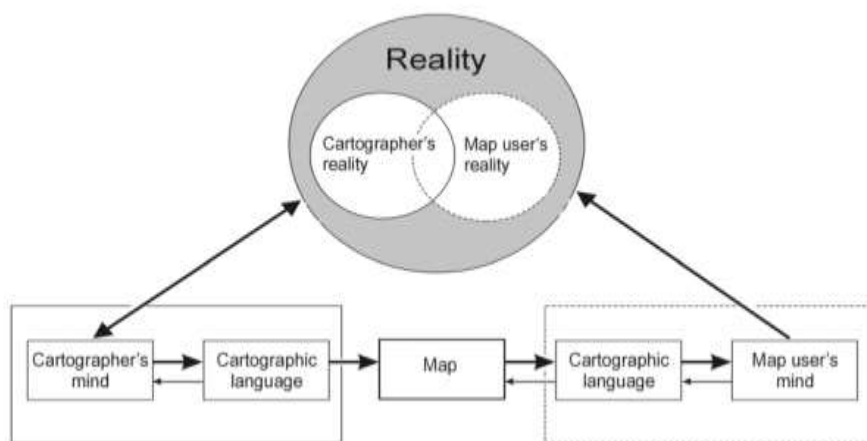 Reality
Cartographer's
reality
Map user's
reality
Cartographer's
mind
Cartographic
language
Map
Cartographic
language
Map user's
mind